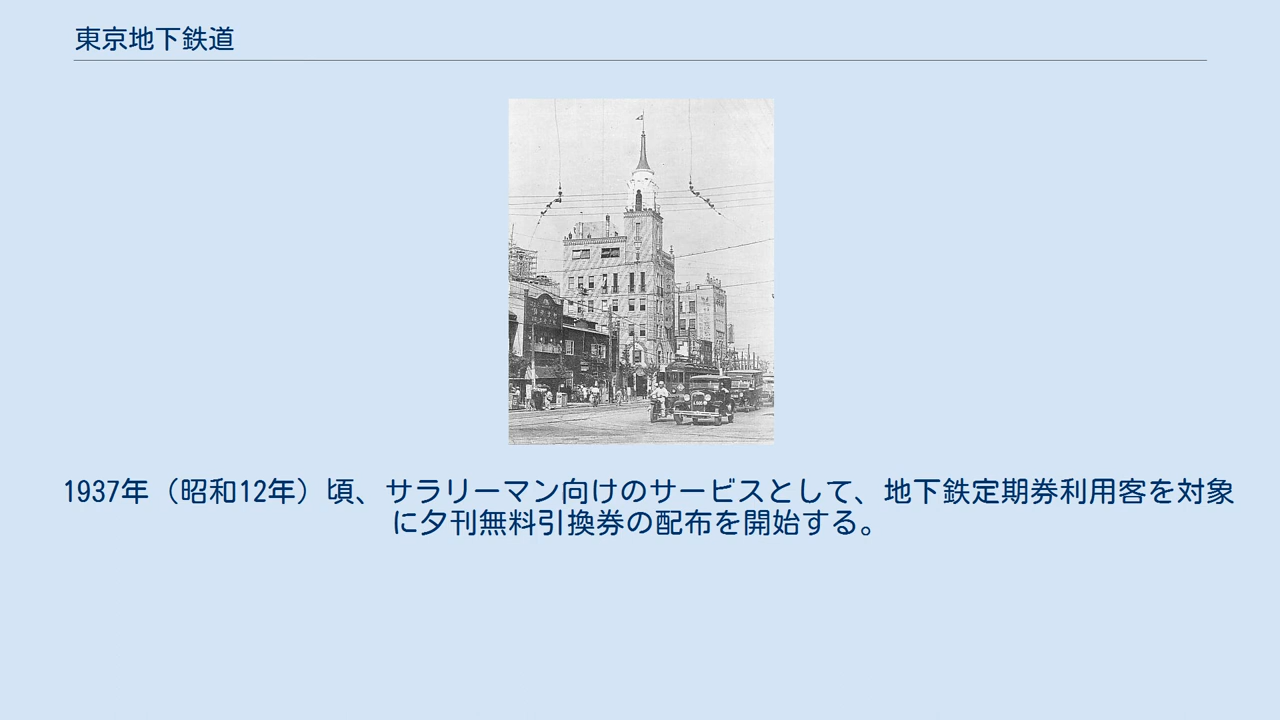 東京地下鉄道
1937年（昭和12年）頃、サラリーマン向けのサービスとして、地下鉄定期券利用客を対象
に夕刊無料引換券の配布を開始する。